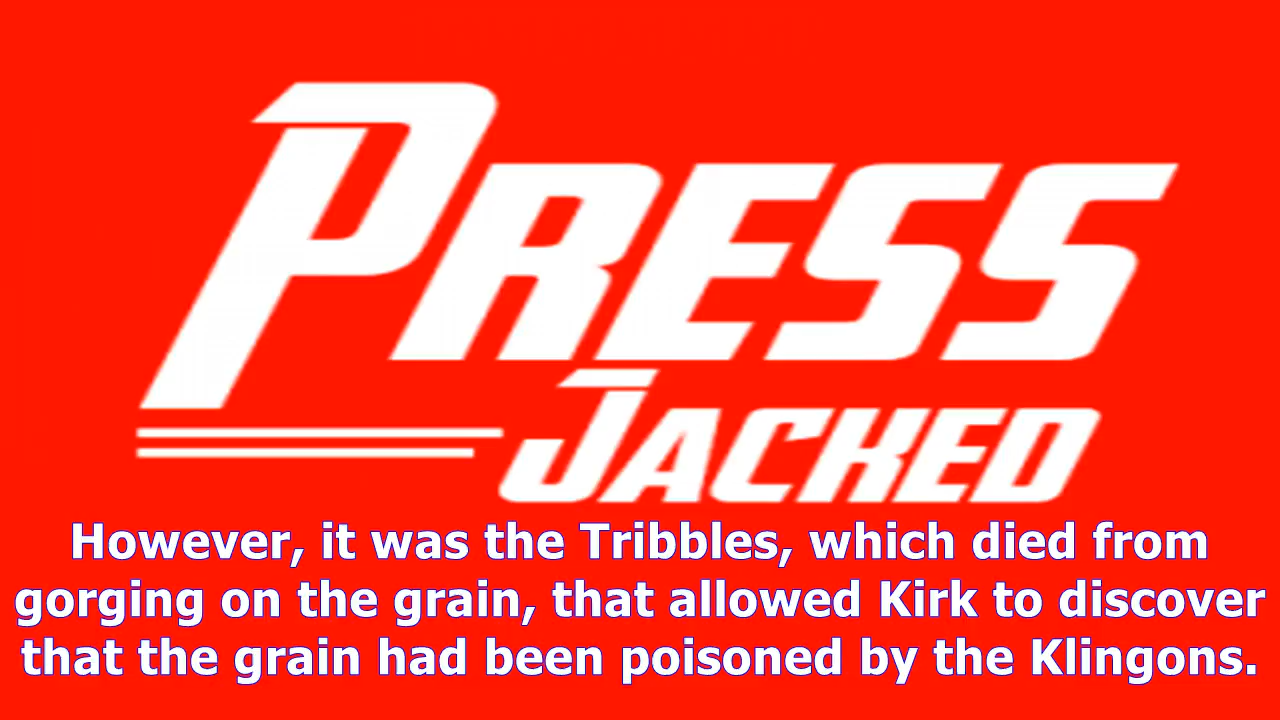 PRESS
JACKED
However, it was the Tribbles, which died from
gorging on the grain, that allowed Kirk to discover
that the grain had been poisoned by the Klingons.